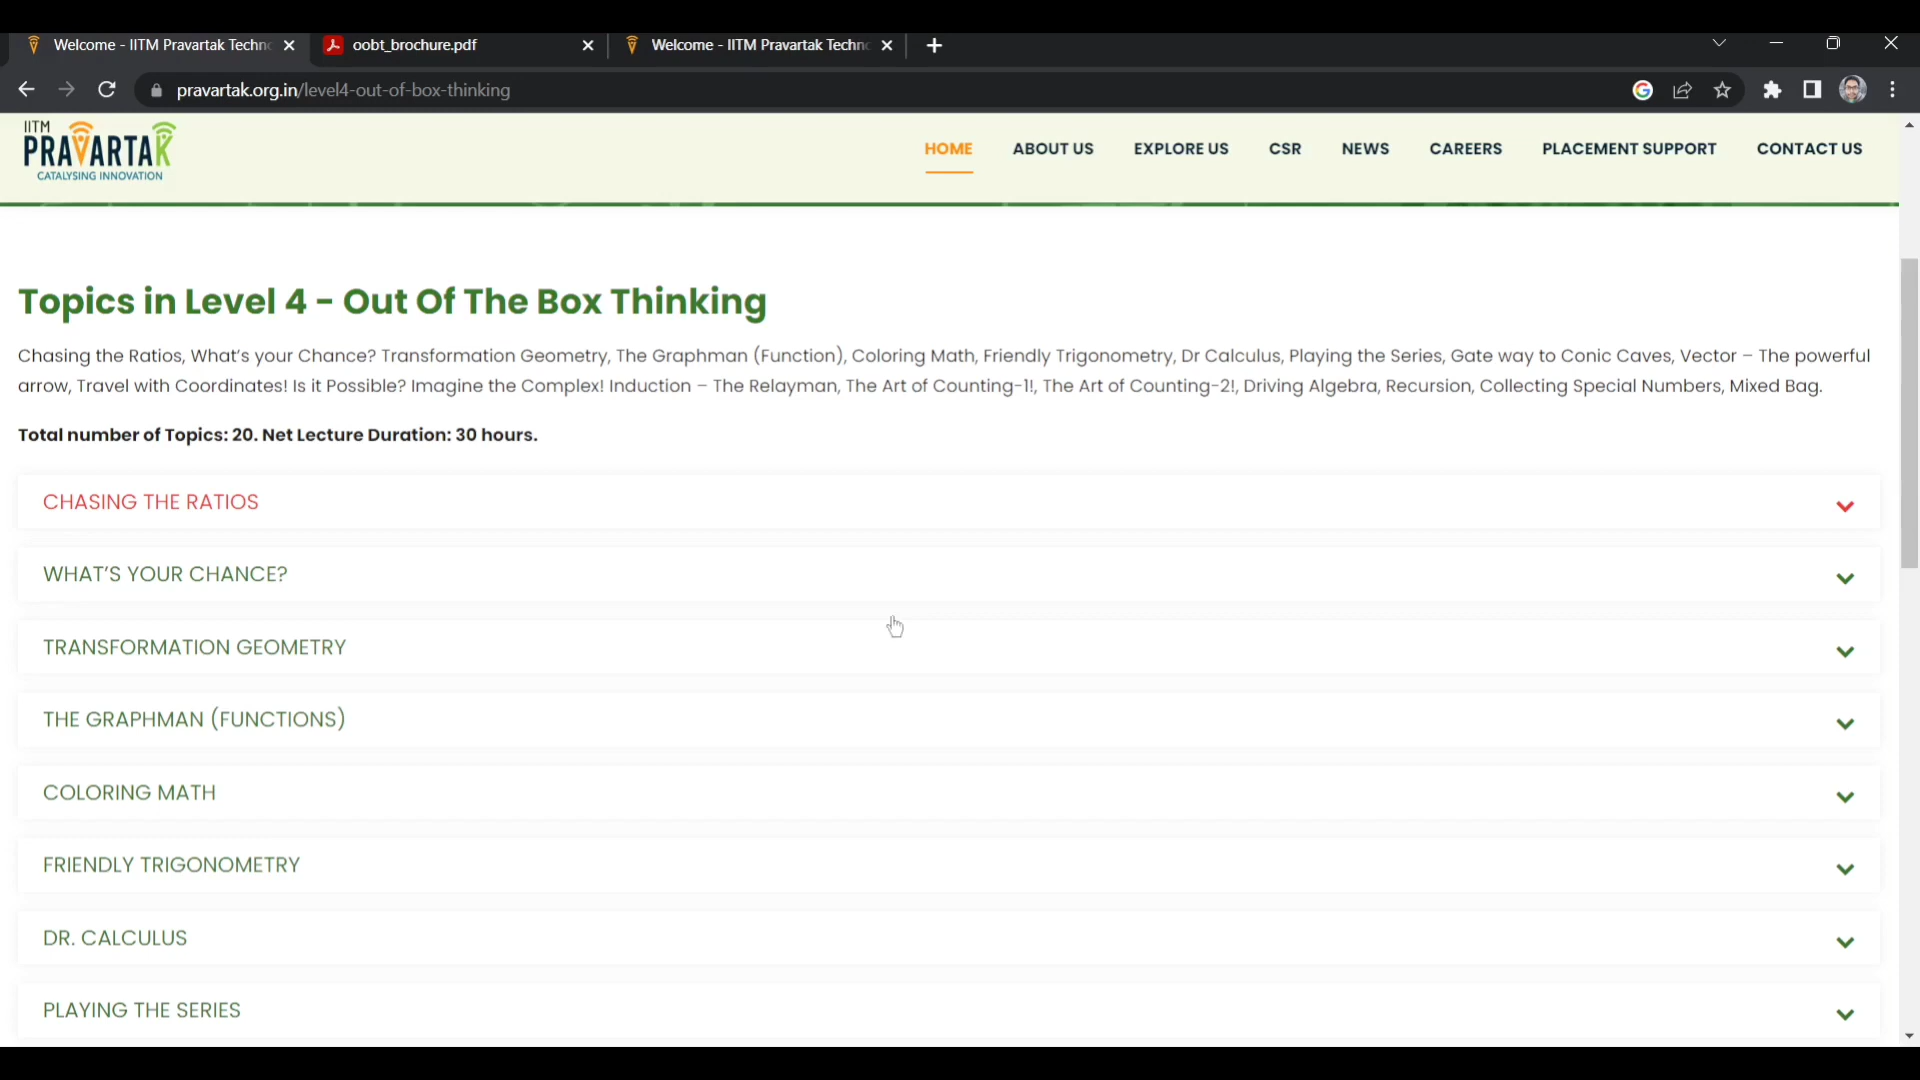 Welcome - IITM Pravartak Techno
oobt_brochure.pdf
Welcome - IITM Pravartak Techno
pravartak.org.in/level4-out-of-box-thinking
IITM
PRAVARTAK
CATALYSING INNOVATION
HOME
ABOUT US
EXPLORE US
CSR
NEWS
CAREERS
PLACEMENT SUPPORT
CONTACT US
Topics in Level 4 - Out Of The Box Thinking
Chasing the Ratios, What's your Chance? Transformation Geometry, The Graphman (Function), Coloring Math, Friendly Trigonometry, Dr Calculus, Playing the Series, Gate way to Conic Caves, Vector – The powerful
arrow, Travel with Coordinates! Is it Possible? Imagine the Complex! Induction – The Relayman, The Art of Counting-1!, The Art of Counting-2!, Driving Algebra, Recursion, Collecting Special Numbers, Mixed Bag.
Total number of Topics: 20. Net Lecture Duration: 30 hours.
CHASING THE RATIOS
WHAT'S YOUR CHANCE?
TRANSFORMATION GEOMETRY
THE GRAPHMAN (FUNCTIONS)
COLORING MATH
FRIENDLY TRIGONOMETRY
DR. CALCULUS
PLAYING THE SERIES